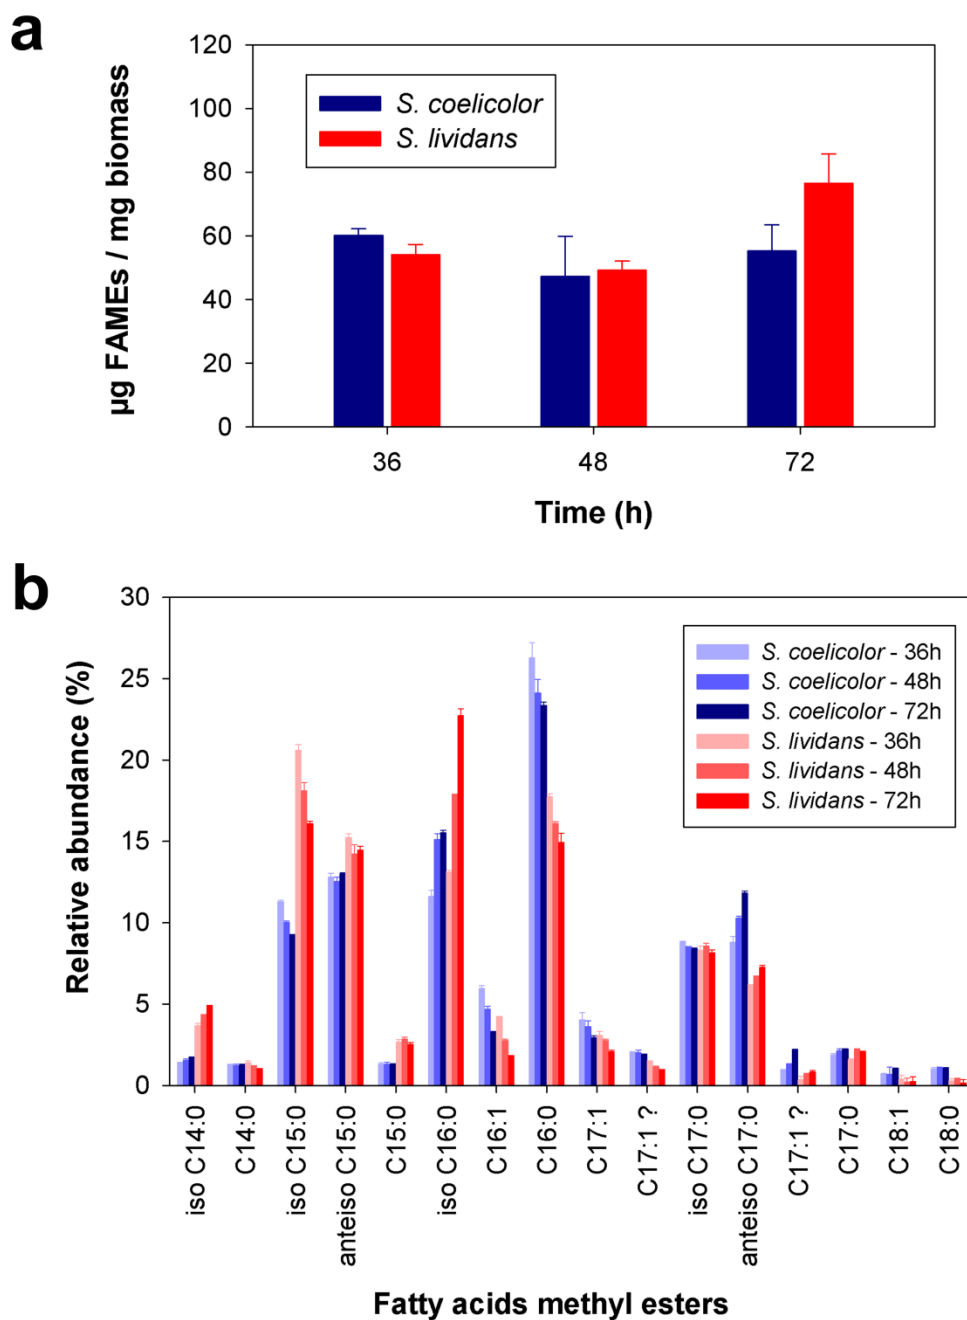 a
µg FAMEs / mg biomass
120
100
80
60
40
20
0
S. coelicolor
S. lividans
36
48
72
Time (h)
b
Relative abundance (%)
30
25
20
15
10
5
0
S. coelicolor - 36h
S. coelicolor - 48h
S. coelicolor - 72h
S. lividans - 36h
S. lividans - 48h
S. lividans - 72h
iso C14:0
C14:0
iso C15:0
anteiso C15:0
C15:0
iso C16:0
C16:1
C16:0
C17:1
C17:1 ?
iso C17:0
anteiso C17:0
C17:1 ?
C17:0
C18:1
C18:0
Fatty acids methyl esters